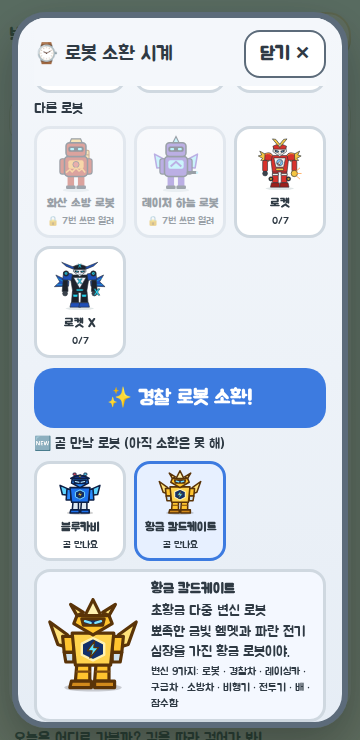 로봇 소환 시계
닫기 ✕
다른 로봇
화산 소방 로봇
🔒 7번 쓰면 열려
레이저 하늘 로봇
🔒 7번 쓰면 열려
로켓
0/7
로켓 X
0/7
✨ 경찰 로봇 소환!
🆕 곧 만날 로봇 (아직 소환은 못 해)
블루카비
곧 만나요
황금 칼드케이트
곧 만나요
황금 칼드케이트
초황금 다중 변신 로봇
뾰족한 금빛 헬멧과 파란 전기
심장을 가진 황금 로봇이야.
변신 9가지: 로봇 · 경찰차 · 레이싱카 ·
구급차 · 소방차 · 비행기 · 전투기 · 배 ·
잠수함